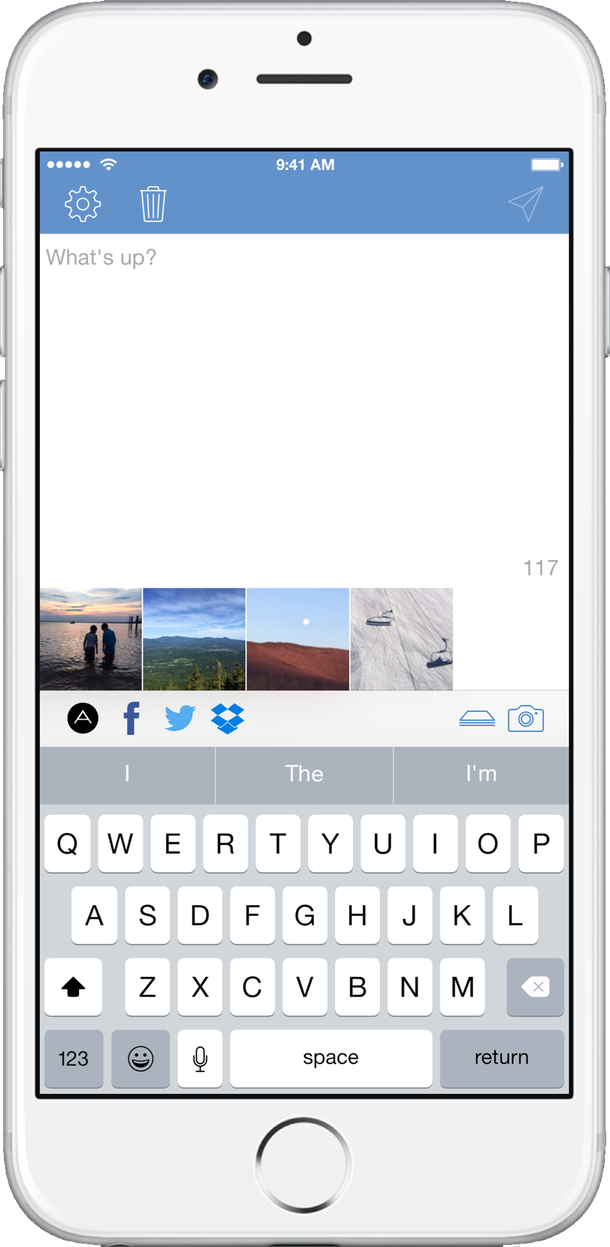 9:41 AM
What's up?
117
I The I'm
Q W E R T Y U I O P
A S D F G H J K L
Z X C V B N M
123 space return